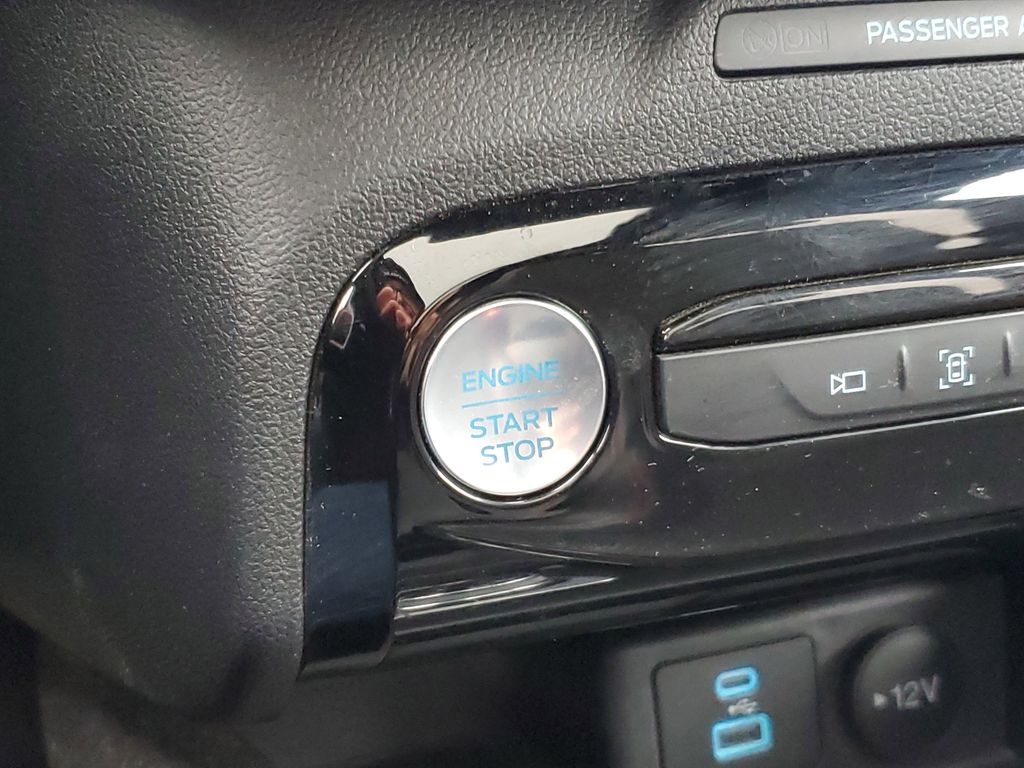 ON
PASSENGER A
ENGINE
START
STOP
12V